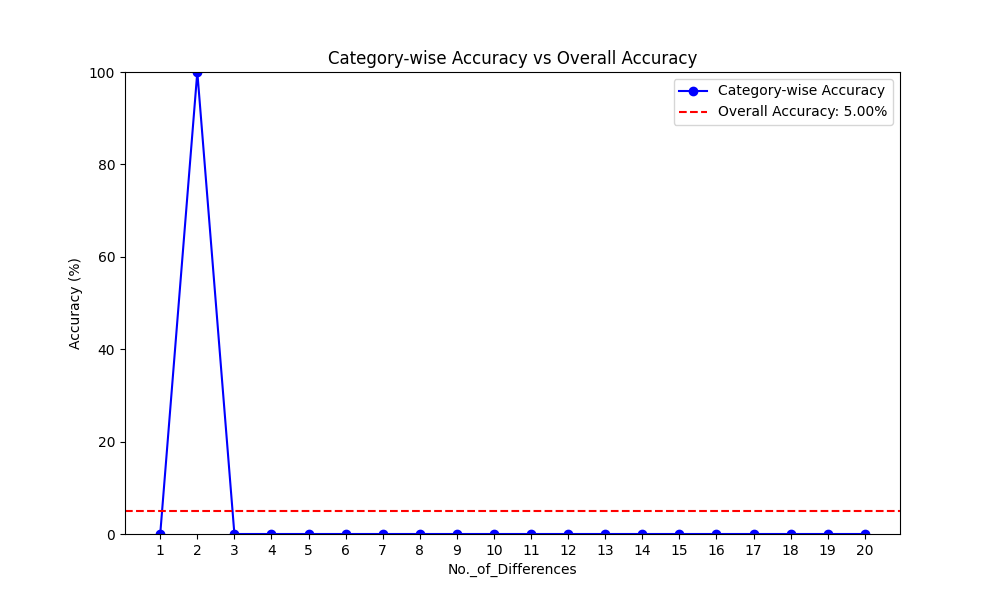 Category-wise Accuracy vs Overall Accuracy
Category-wise Accuracy
Overall Accuracy: 5.00%
Accuracy (%)
100
80
60
40
20
0
1 2 3 4 5 6 7 8 9 10 11 12 13 14 15 16 17 18 19 20
No._of_Differences